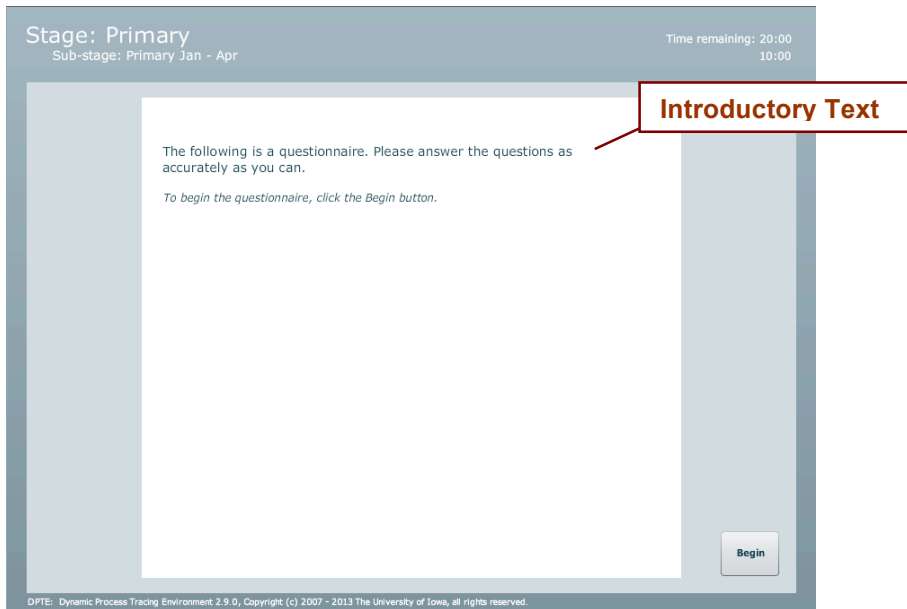 Stage: Primary
Sub-stage: Primary Jan - Apr
Time remaining: 20:00
10:00
Introductory Text
The following is a questionnaire. Please answer the questions as
accurately as you can.
To begin the questionnaire, click the Begin button.
Begin
DPTE: Dynamic Process Tracing Environment 2.9.0, Copyright (c) 2007 - 2013 The University of Iowa, all rights reserved.